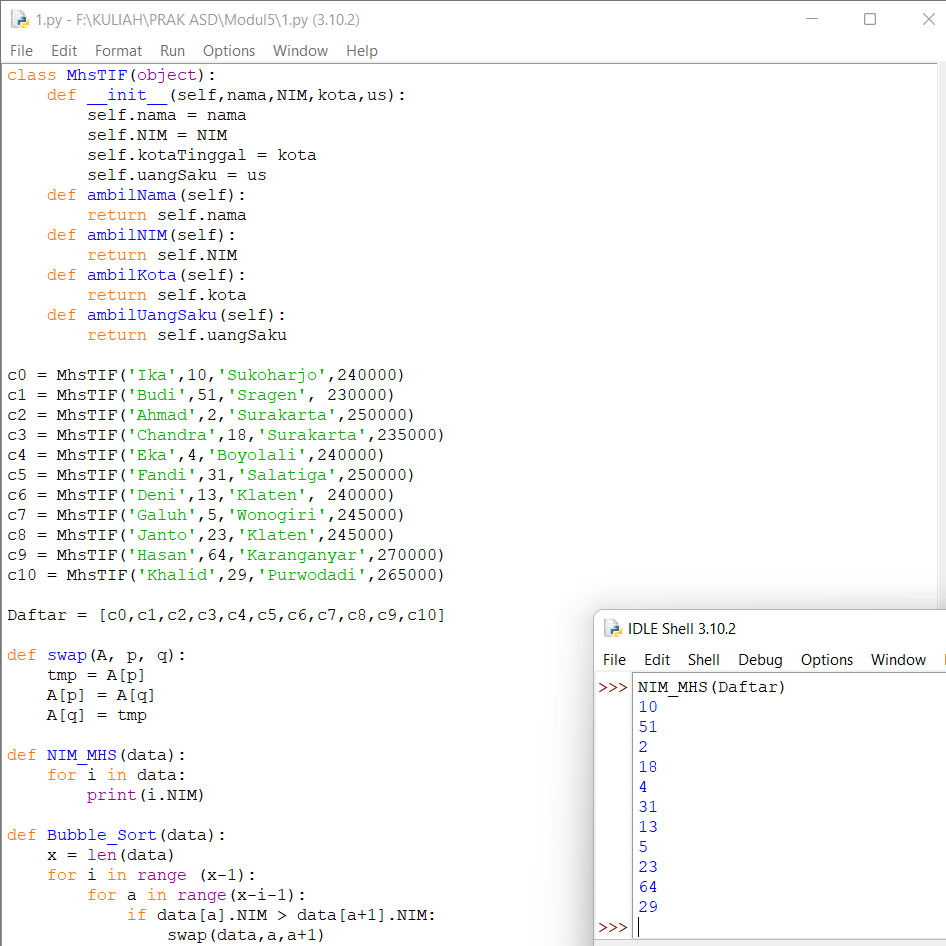 1.py - F:\KULIAH\PRAK ASD\Modul5\1.py (3.10.2)
File Edit Format Run Options Window Help
class MhsTIF(object):
    def __init__(self,nama,NIM,kota,us):
        self.nama = nama
        self.NIM = NIM
        self.kotaTinggal = kota
        self.uangSaku = us
    def ambilNama(self):
        return self.nama
    def ambilNIM(self):
        return self.NIM
    def ambilKota(self):
        return self.kota
    def ambilUangSaku(self):
        return self.uangSaku

c0 = MhsTIF('Ika',10,'Sukoharjo',240000)
c1 = MhsTIF('Budi',51,'Sragen', 230000)
c2 = MhsTIF('Ahmad',2,'Surakarta',250000)
c3 = MhsTIF('Chandra',18,'Surakarta',235000)
c4 = MhsTIF('Eka',4,'Boyolali',240000)
c5 = MhsTIF('Fandi',31,'Salatiga',250000)
c6 = MhsTIF('Deni',13,'Klaten', 240000)
c7 = MhsTIF('Galuh',5,'Wonogiri',245000)
c8 = MhsTIF('Janto',23,'Klaten',245000)
c9 = MhsTIF('Hasan',64,'Karanganyar',270000)
c10 = MhsTIF('Khalid',29,'Purwodadi',265000)

Daftar = [c0,c1,c2,c3,c4,c5,c6,c7,c8,c9,c10]

def swap(A, p, q):
    tmp = A[p]
    A[p] = A[q]
    A[q] = tmp

def NIM_MHS(data):
    for i in data:
        print(i.NIM)

def Bubble_Sort(data):
    x = len(data)
    for i in range (x-1):
        for a in range(x-i-1):
            if data[a].NIM > data[a+1].NIM:
                swap(data,a,a+1)
IDLE Shell 3.10.2
File Edit Shell Debug Options Window
>>> NIM_MHS(Daftar)
10
51
2
18
4
31
13
5
23
64
29
>>>